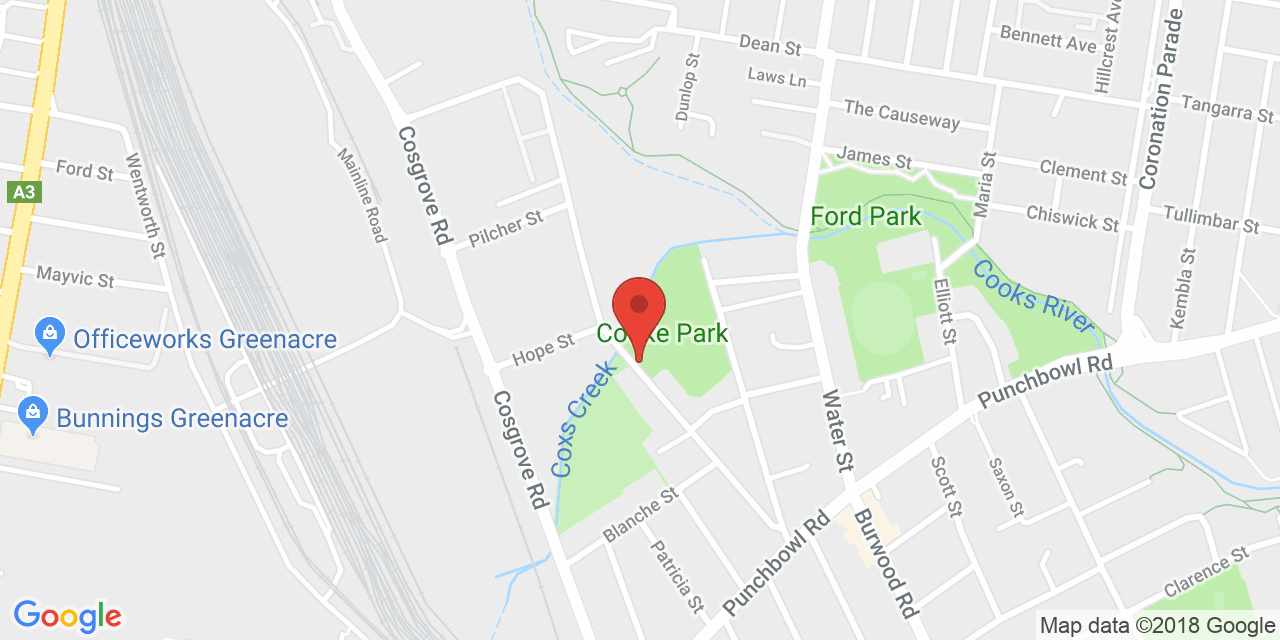 Dean St
Bennett Ave
Hillcrest Ave
Coronation Parade
Dunlop St
Laws Ln
Tangarra St
The Causeway
Cosgrove Rd
Mainline Road
Wentworth St
Ford St
A3
James St
Clement St
Maria St
Chiswick St
Tullimbar St
Pilcher St
Ford Park
Mayvic St
Cooks River
Elliott St
Kembla St
Officeworks Greenacre
Hope St
Park
Punchbowl Rd
Coxs Creek
Bunnings Greenacre
Cosgrove Rd
Water St
Scott St
Saxon St
Blanche St
Patricia St
Punchbowl Rd
Burwood Rd
Clarence St
Google
Map data ©2018 Google